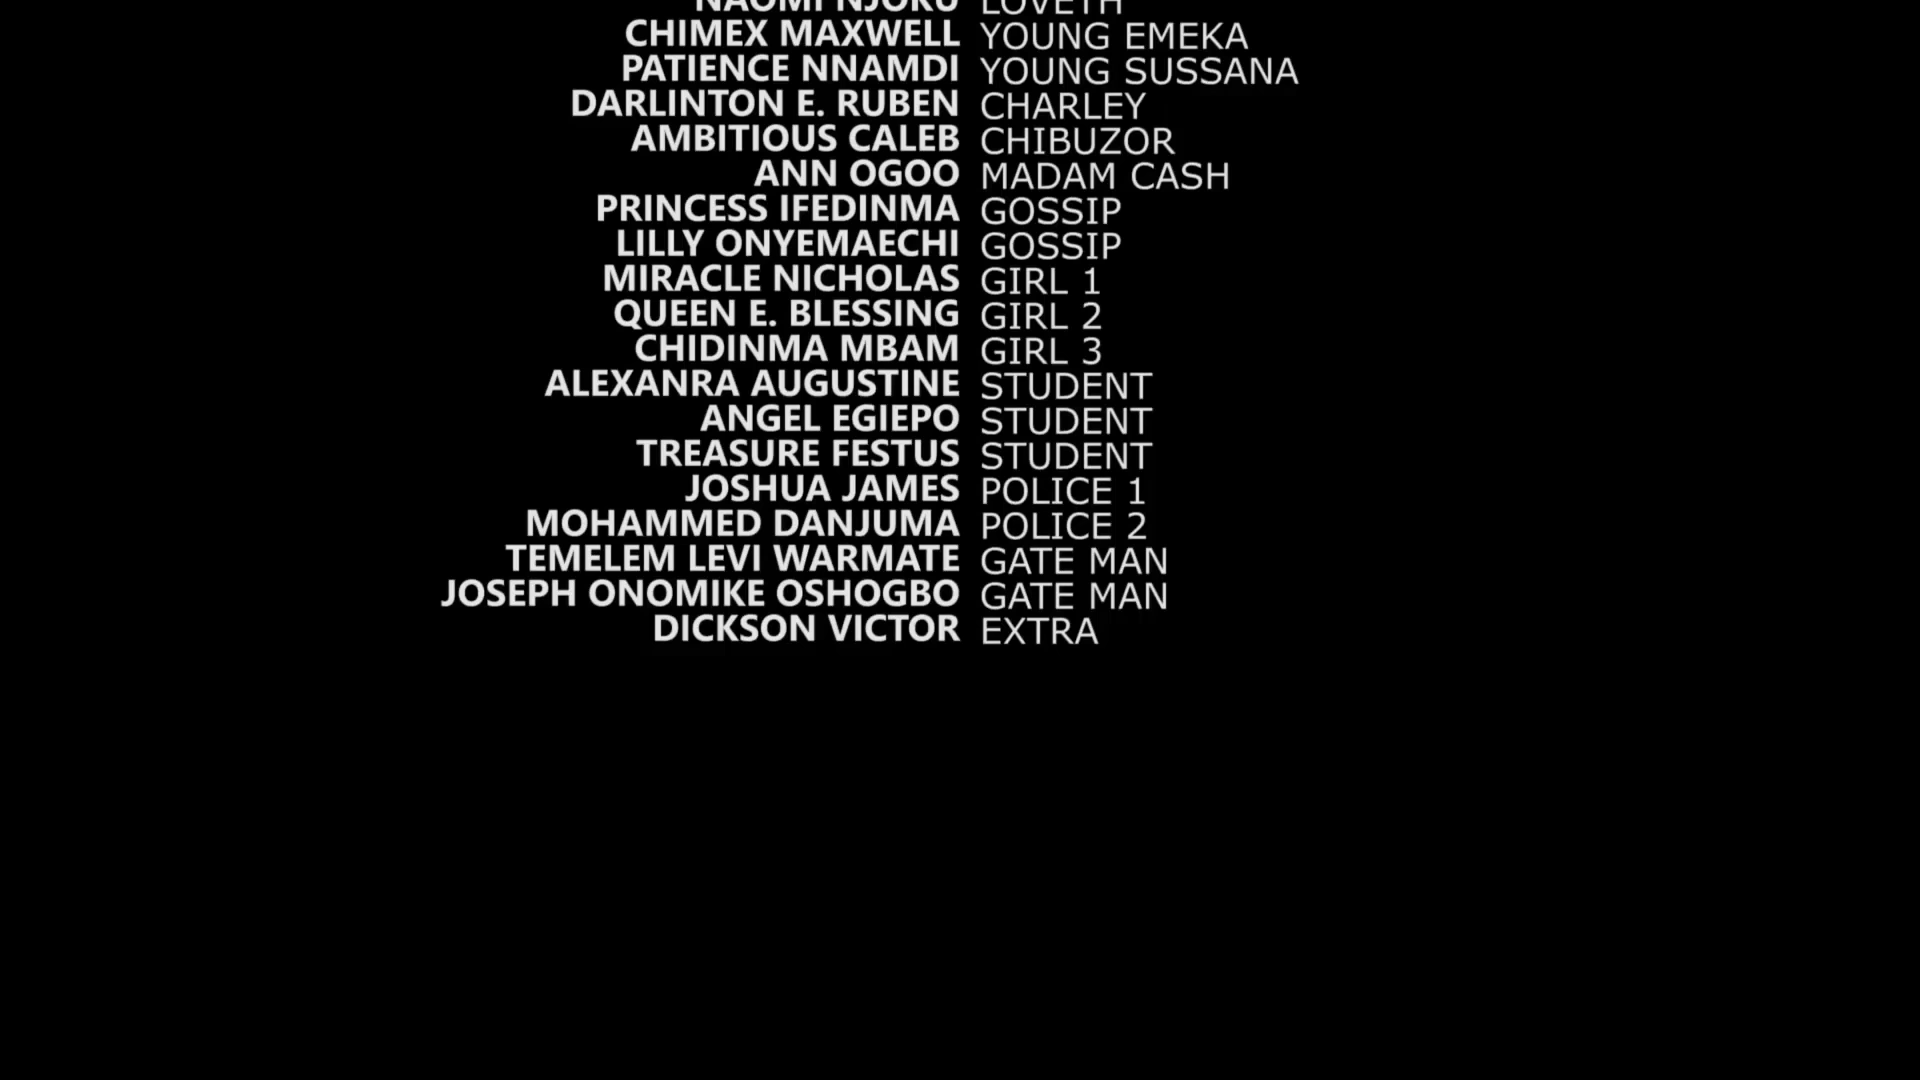 NAOMI NJOKU LOVETH
CHIMEX MAXWELL YOUNG EMEKA
PATIENCE NNAMDI YOUNG SUSSANA
DARLINTON E. RUBEN CHARLEY
AMBITIOUS CALEB CHIBUZOR
ANN OGOO MADAM CASH
PRINCESS IFEDINMA GOSSIP
LILLY ONYEMAECHI GOSSIP
MIRACLE NICHOLAS GIRL 1
QUEEN E. BLESSING GIRL 2
CHIDINMA MBAM GIRL 3
ALEXANRA AUGUSTINE STUDENT
ANGEL EGIEPO STUDENT
TREASURE FESTUS STUDENT
JOSHUA JAMES POLICE 1
MOHAMMED DANJUMA POLICE 2
TEMELEM LEVI WARMATE GATE MAN
JOSEPH ONOMIKE OSHOGBO GATE MAN
DICKSON VICTOR EXTRA